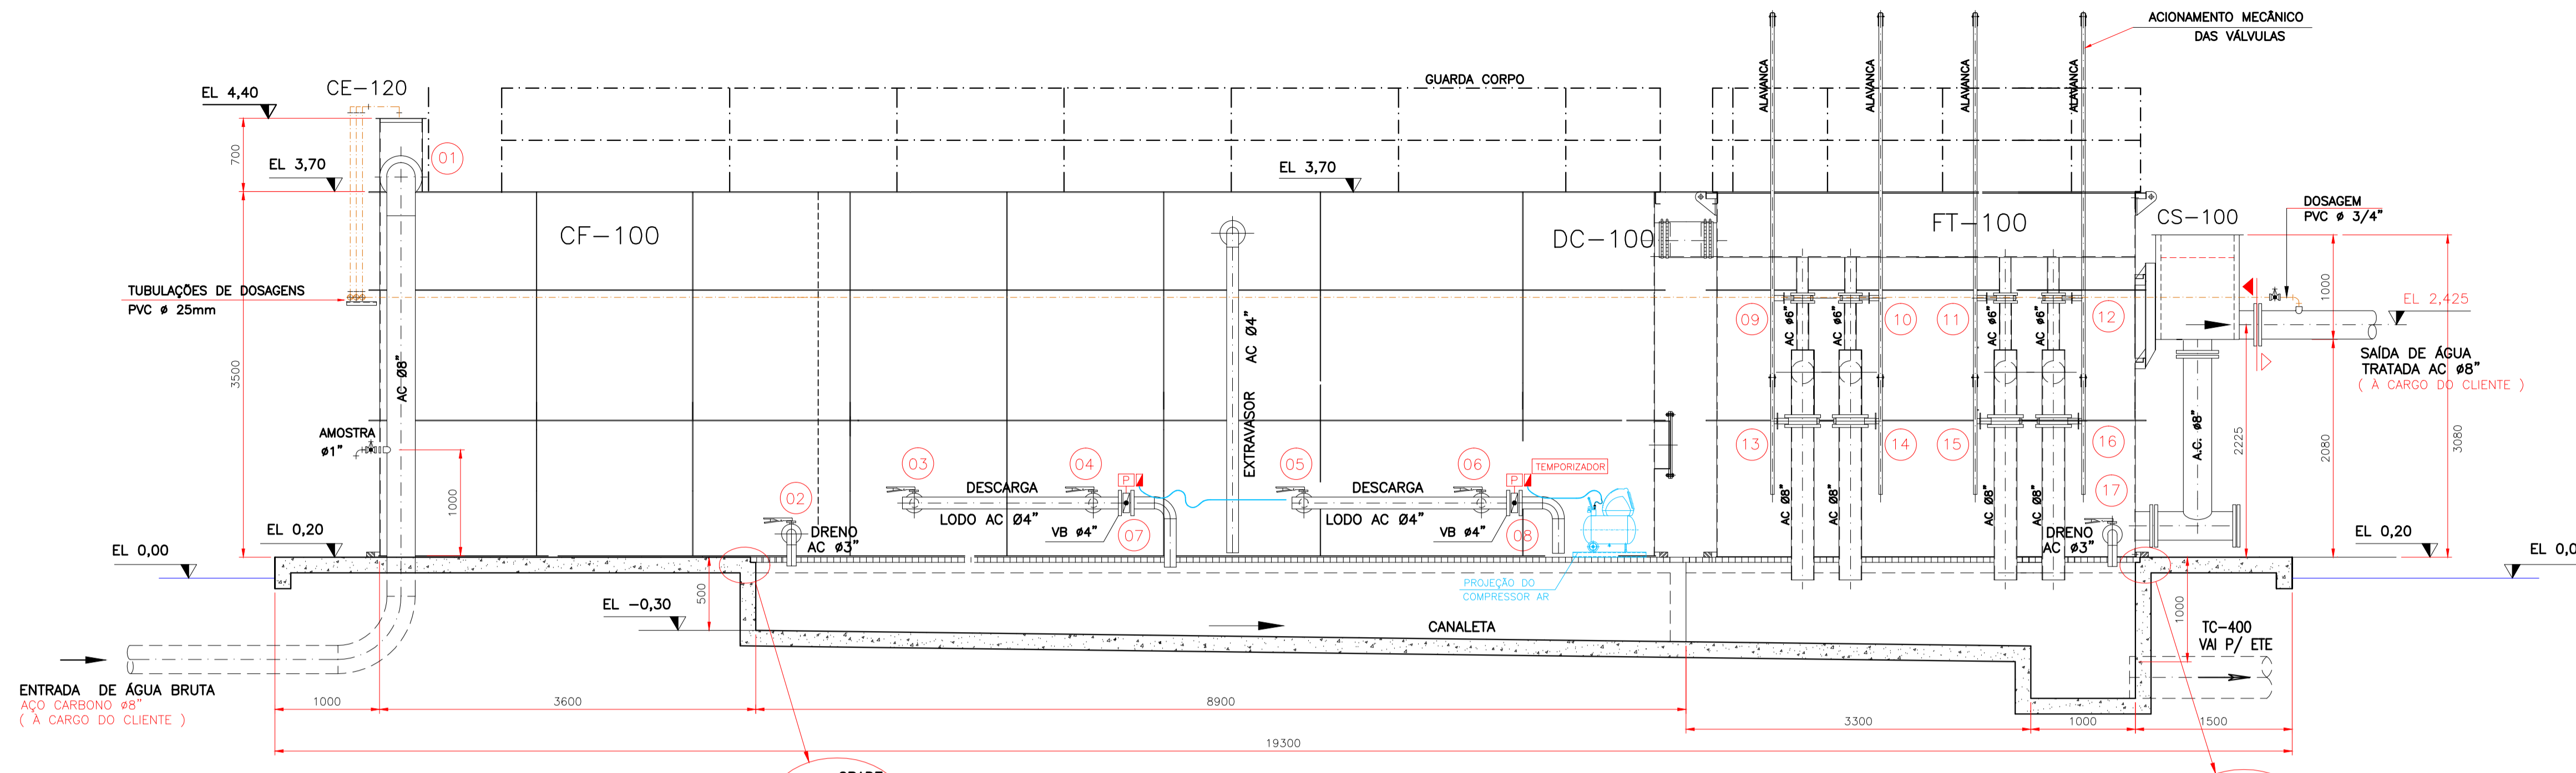 ACIONAMENTO MECÂNICO
DAS VÁLVULAS
CE-120
EL 4,40
GUARDA CORPO
ALAVANCA
ALAVANCA
ALAVANCA
ALAVANCA
700
01
EL 3,70
EL 3,70
CF-100
DC-100
FT-100
CS-100
DOSAGEM
PVC ø 3/4"
TUBULAÇÕES DE DOSAGENS
PVC ø 25mm
1000
EL 2,425
09
AC ø6"
AC ø6"
10
11
AC ø6"
AC ø6"
12
AC Ø4"
EXTRAVASOR
AC Ø8"
3500
SAÍDA DE ÁGUA
TRATADA AC ø8"
( À CARGO DO CLIENTE )
AMOSTRA
ø1"
13
14
15
16
A.C. ø8"
2225
2080
3080
03
04
05
06
P
P
TEMPORIZADOR
DESCARGA
LODO AC Ø4"
DESCARGA
LODO AC Ø4"
1000
02
17
AC Ø8"
AC Ø8"
AC Ø8"
AC Ø8"
EL 0,20
DRENO
AC ø3"
VB ø4"
07
VB ø4"
08
DRENO
AC ø3"
EL 0,20
EL 0,00
EL 0,0
PROJEÇÃO DO
COMPRESSOR AR
500
EL -0,30
CANALETA
1000
TC-400
VAI P/ ETE
ENTRADA DE ÁGUA BRUTA
AÇO CARBONO ø8"
( À CARGO DO CLIENTE )
1000
3600
8900
3300
1000
1500
19300